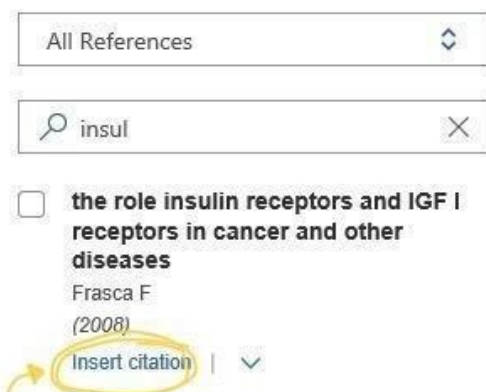 All References
insul
the role insulin receptors and IGF I
receptors in cancer and other
diseases
Frasca F
(2008)
Insert citation |